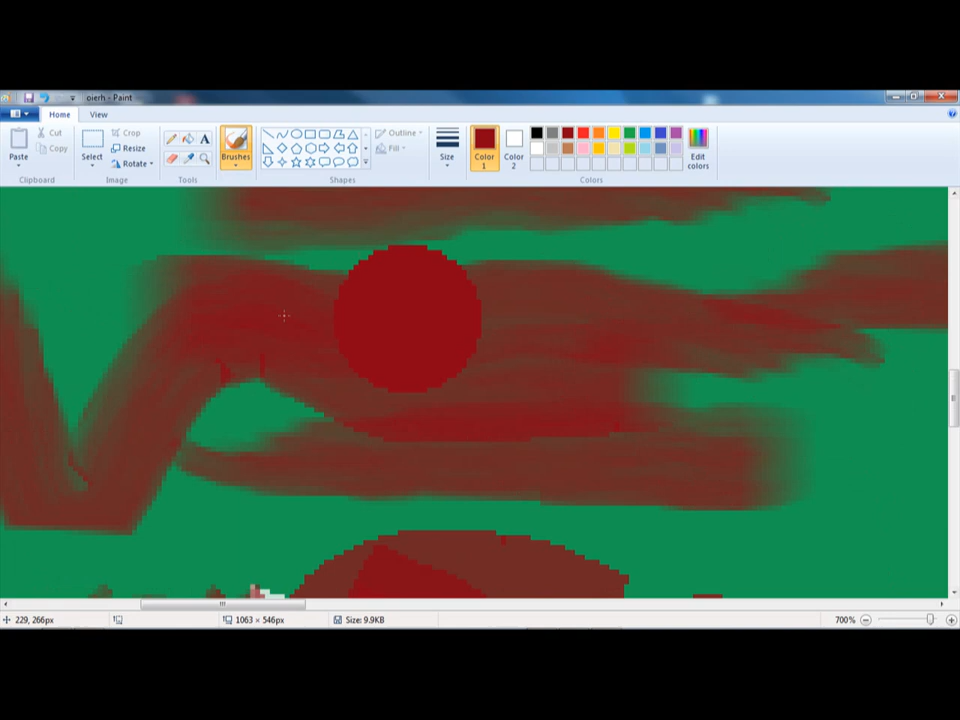 oierh - Paint
Home View
Paste
Cut
Copy
Clipboard
Select
Crop
Resize
Rotate
Image
A
Tools
Brushes
Outline
Fill
Shapes
Size
Color 1
Color 2
Edit colors
Colors
229, 266px
1063 × 546px
Size: 9.9KB
700%